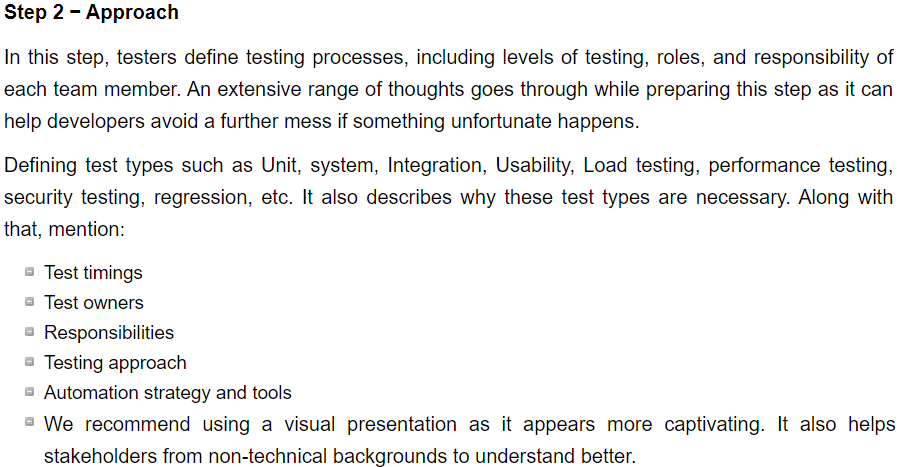 Step 2 − Approach
In this step, testers define testing processes, including levels of testing, roles, and responsibility of
each team member. An extensive range of thoughts goes through while preparing this step as it can
help developers avoid a further mess if something unfortunate happens.
Defining test types such as Unit, system, Integration, Usability, Load testing, performance testing,
security testing, regression, etc. It also describes why these test types are necessary. Along with
that, mention:
Test timings
Test owners
Responsibilities
Testing approach
Automation strategy and tools
We recommend using a visual presentation as it appears more captivating. It also helps
stakeholders from non-technical backgrounds to understand better.